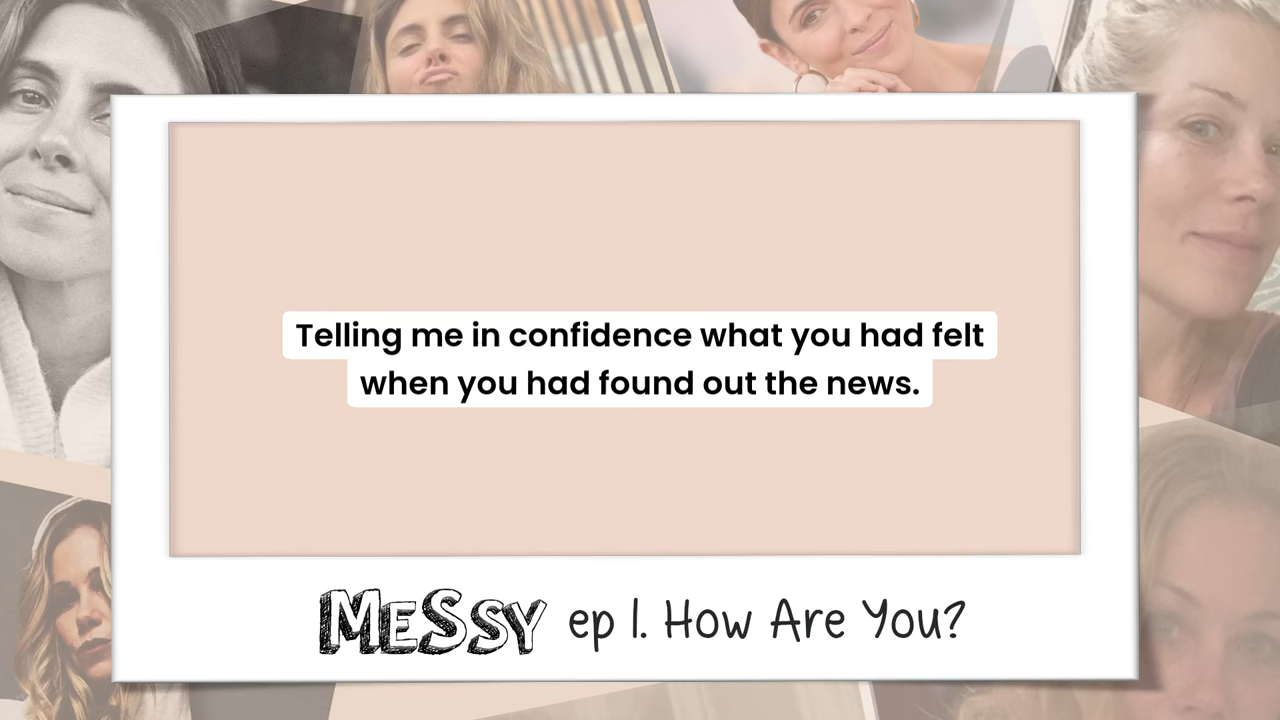 Telling me in confidence what you had felt
when you had found out the news.
MESSY ep 1. How Are You?